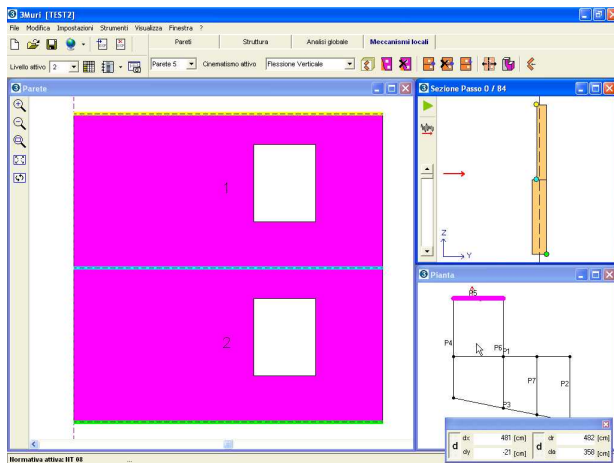 3Muri [TEST2]
File Modifica Impostazioni Strumenti Visualizza Finestra ?
Pareti Struttura Analisi globale Meccanismi locali
Livello attivo 2 Parete 5 Cinematismo attivo Flessione Verticale
Parete
Sezione Passo 0 / 84
1
2
Z
Y
Pianta
P5
P4 P6 P1
P7 P2
P3
d dx 481 [cm] d dr 482 [cm]
dy -21 [cm] da 358 [cm]
Normativa attiva: NT 08 ...